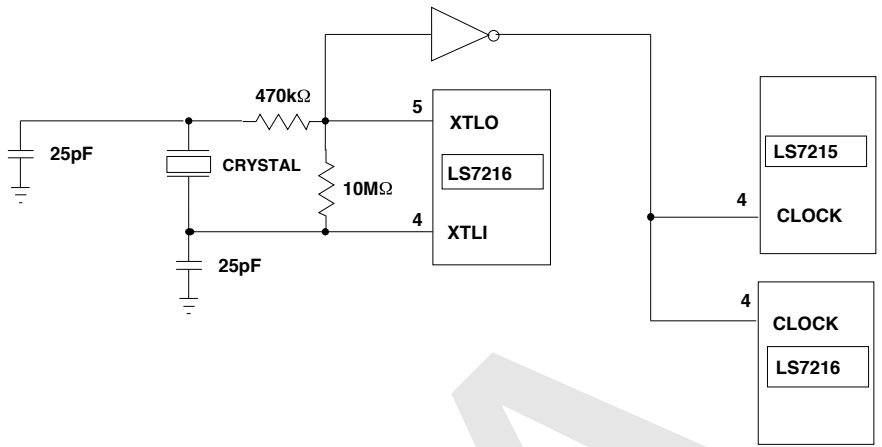 470kΩ
5
XTLO
25pF
CRYSTAL
LS7216
10MΩ
4
XTLI
25pF
LS7215
4
CLOCK
4
CLOCK
LS7216